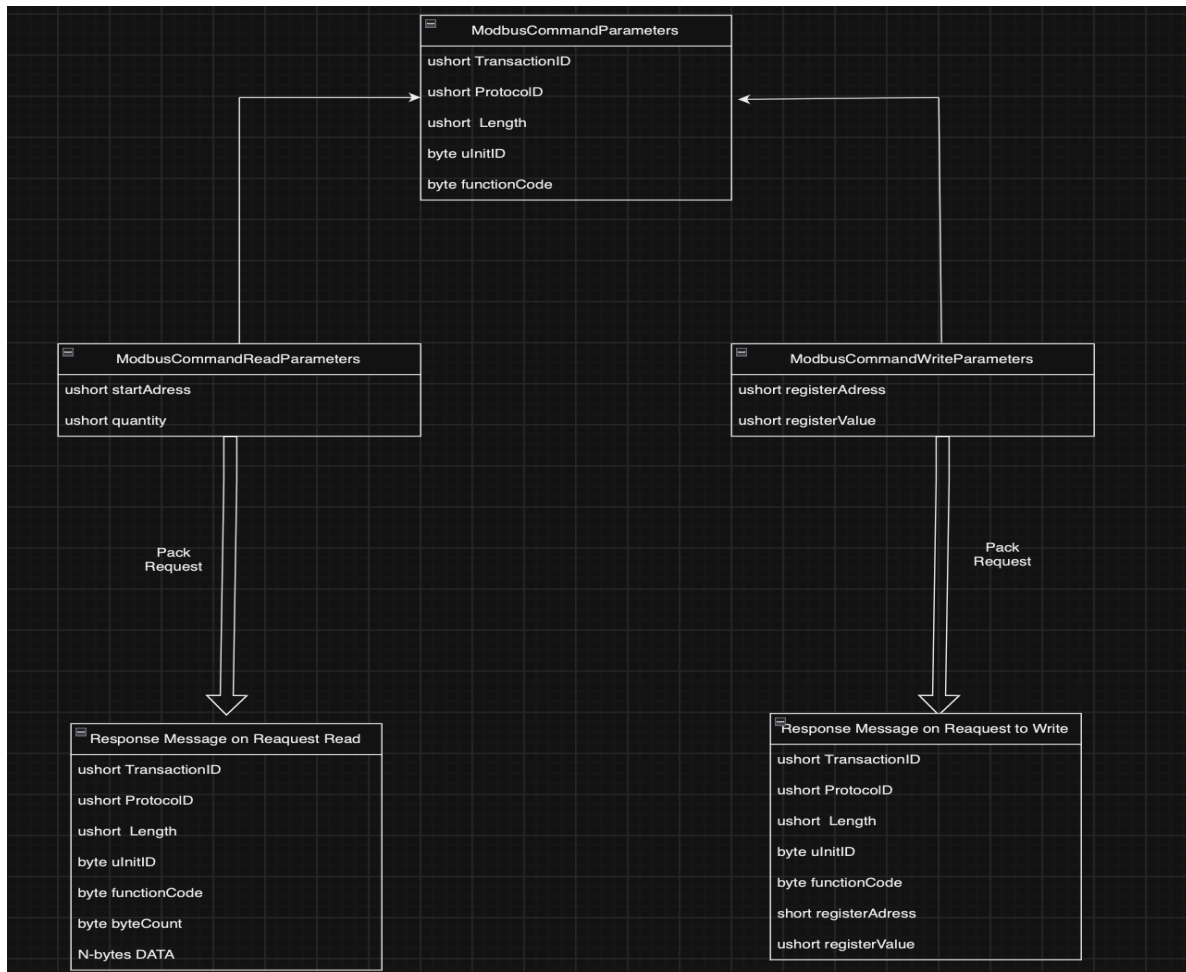 ModbusCommandParameters
ushort TransactionID
ushort ProtocolD
ushort  Length
byte uInitID
byte functionCode
ModbusCommandReadParameters
ushort startAdress
ushort quantity
ModbusCommandWriteParameters
ushort registerAdress
ushort registerValue
Pack
Request
Pack
Request
Response Message on Reaquest Read
ushort TransactionID
ushort ProtocolD
ushort  Length
byte uInitID
byte functionCode
byte byteCount
N-bytes DATA
Response Message on Reaquest to Write
ushort TransactionID
ushort ProtocolD
ushort  Length
byte uInitID
byte functionCode
short registerAdress
ushort registerValue